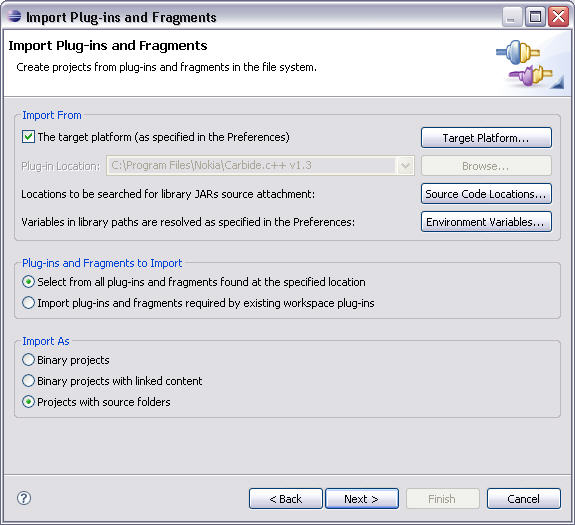 Import Plug-ins and Fragments
Import Plug-ins and Fragments
Create projects from plug-ins and fragments in the file system.
Import From
The target platform (as specified in the Preferences)
Target Platform...
Plug-in Location:
C:\Program Files\Nokia\Carbide.c++ v1.3
Browse...
Locations to be searched for library JARs source attachment:
Source Code Locations...
Variables in library paths are resolved as specified in the Preferences:
Environment Variables...
Plug-ins and Fragments to Import
Select from all plug-ins and fragments found at the specified location
Import plug-ins and fragments required by existing workspace plug-ins
Import As
Binary projects
Binary projects with linked content
Projects with source folders
?
< Back
Next >
Finish
Cancel